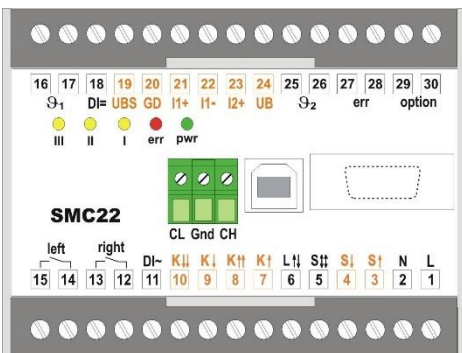 16 17 18 19 20 21 22 23 24 25 26 27 28 29 30
ϑ1 DI= UBS GD I1+ I1- I2+ UB ϑ2 err option
III II I err pwr
SMC22
CL Gnd CH
left right DI~ K⇊ K↓ K⇈ K↑ L↑↓ S⇅ S↓ S↑ N L
15 14 13 12 11 10 9 8 7 6 5 4 3 2 1